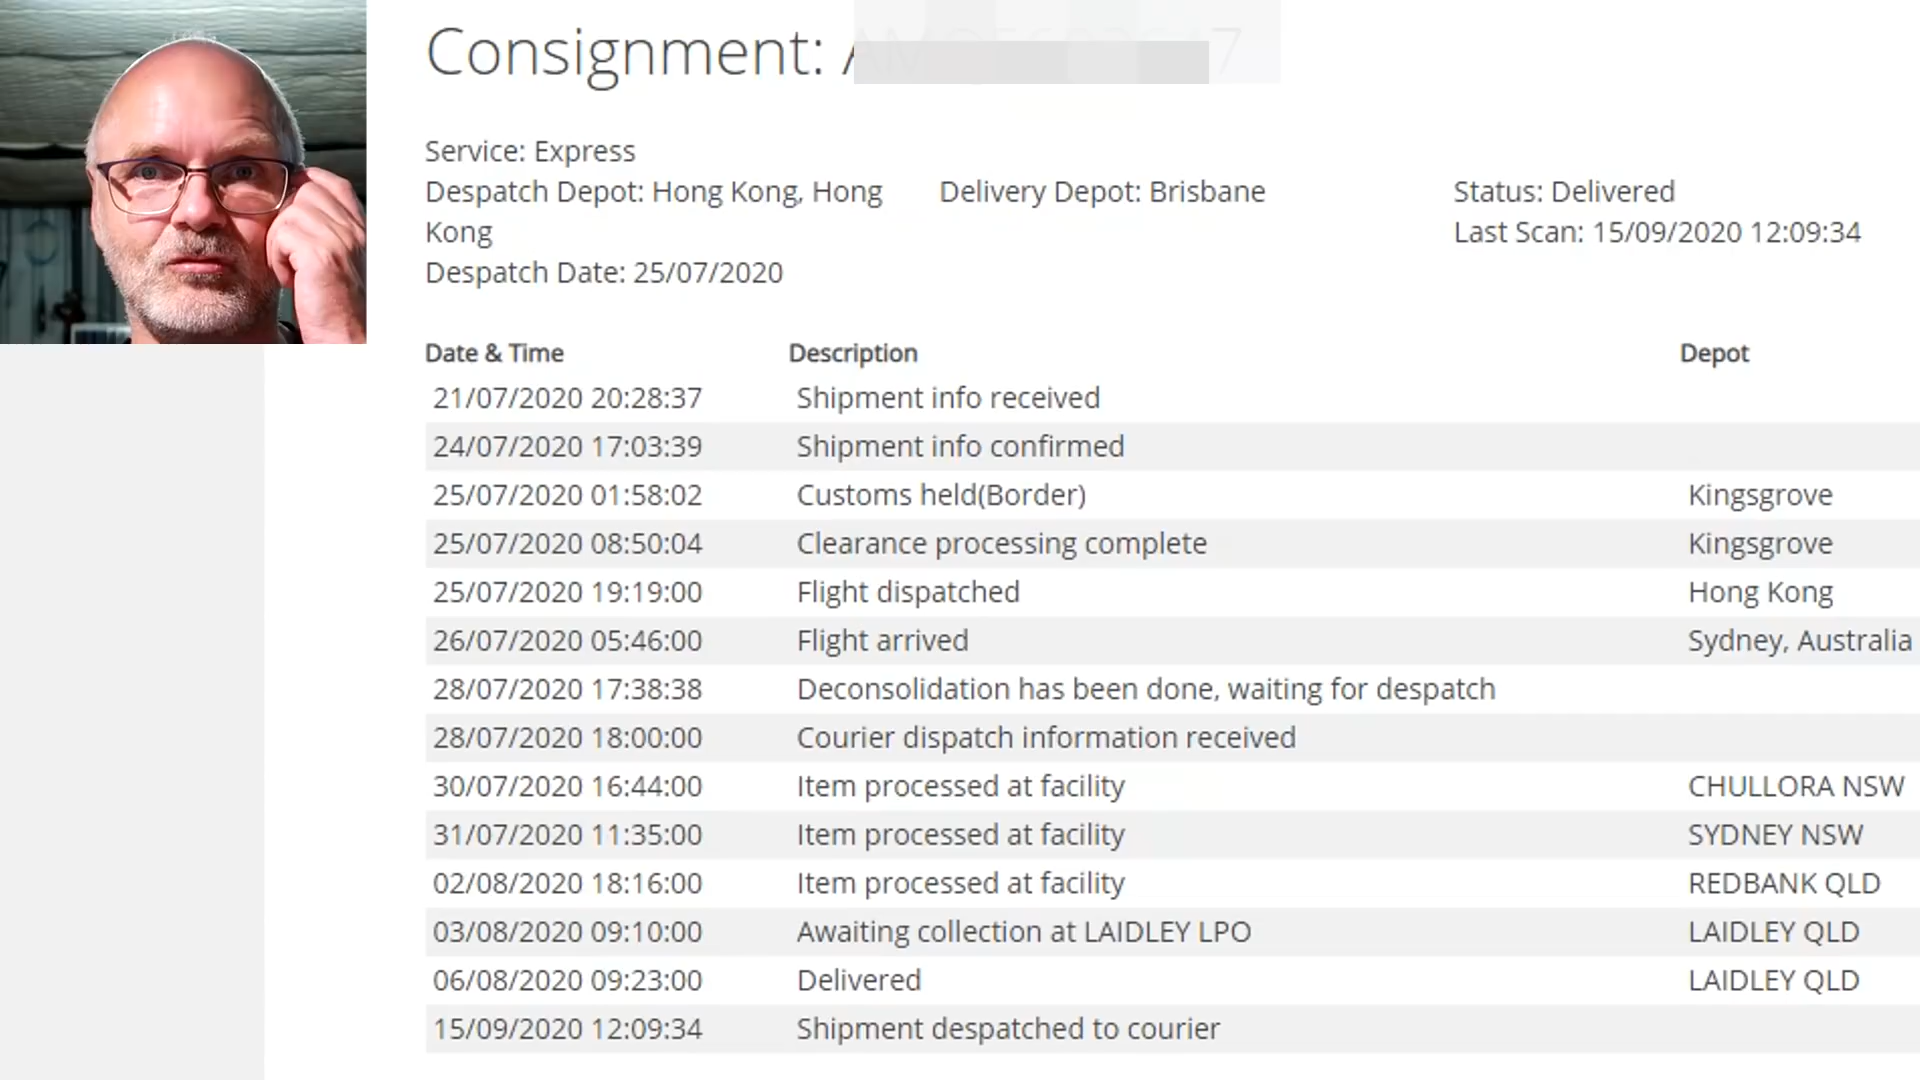 Consignment:
Service: Express
Despatch Depot: Hong Kong, Hong Kong
Delivery Depot: Brisbane
Status: Delivered
Despatch Date: 25/07/2020
Last Scan: 15/09/2020 12:09:34
Date & Time Description Depot
21/07/2020 20:28:37 Shipment info received
24/07/2020 17:03:39 Shipment info confirmed
25/07/2020 01:58:02 Customs held(Border) Kingsgrove
25/07/2020 08:50:04 Clearance processing complete Kingsgrove
25/07/2020 19:19:00 Flight dispatched Hong Kong
26/07/2020 05:46:00 Flight arrived Sydney, Australia
28/07/2020 17:38:38 Deconsolidation has been done, waiting for despatch
28/07/2020 18:00:00 Courier dispatch information received
30/07/2020 16:44:00 Item processed at facility CHULLORA NSW
31/07/2020 11:35:00 Item processed at facility SYDNEY NSW
02/08/2020 18:16:00 Item processed at facility REDBANK QLD
03/08/2020 09:10:00 Awaiting collection at LAIDLEY LPO LAIDLEY QLD
06/08/2020 09:23:00 Delivered LAIDLEY QLD
15/09/2020 12:09:34 Shipment despatched to courier